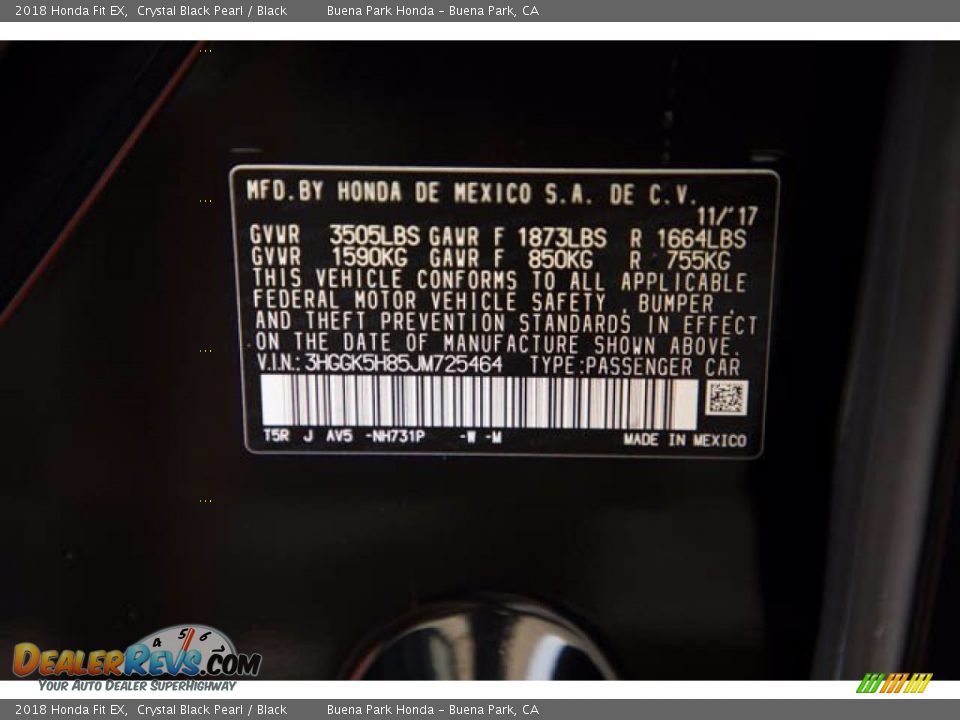 2018 Honda Fit EX,  Crystal Black Pearl / Black        Buena Park Honda – Buena Park, CA
MFD.BY HONDA DE MEXICO S.A. DE C.V.
11/'17
GVWR 3505LBS GAWR F 1873LBS R 1664LBS
GVWR 1590KG GAWR F 850KG R 755KG
THIS VEHICLE CONFORMS TO ALL APPLICABLE
FEDERAL MOTOR VEHICLE SAFETY , BUMPER ,
AND THEFT PREVENTION STANDARDS IN EFFECT
ON THE DATE OF MANUFACTURE SHOWN ABOVE.
V.I.N.: 3HGGK5H85JM725464 TYPE:PASSENGER CAR
T5R J AV5 -NH731P -W -M MADE IN MEXICO
4 5 6
DEALERREVS.COM
YOUR AUTO DEALER SUPERHIGHWAY
2018 Honda Fit EX,  Crystal Black Pearl / Black        Buena Park Honda – Buena Park, CA